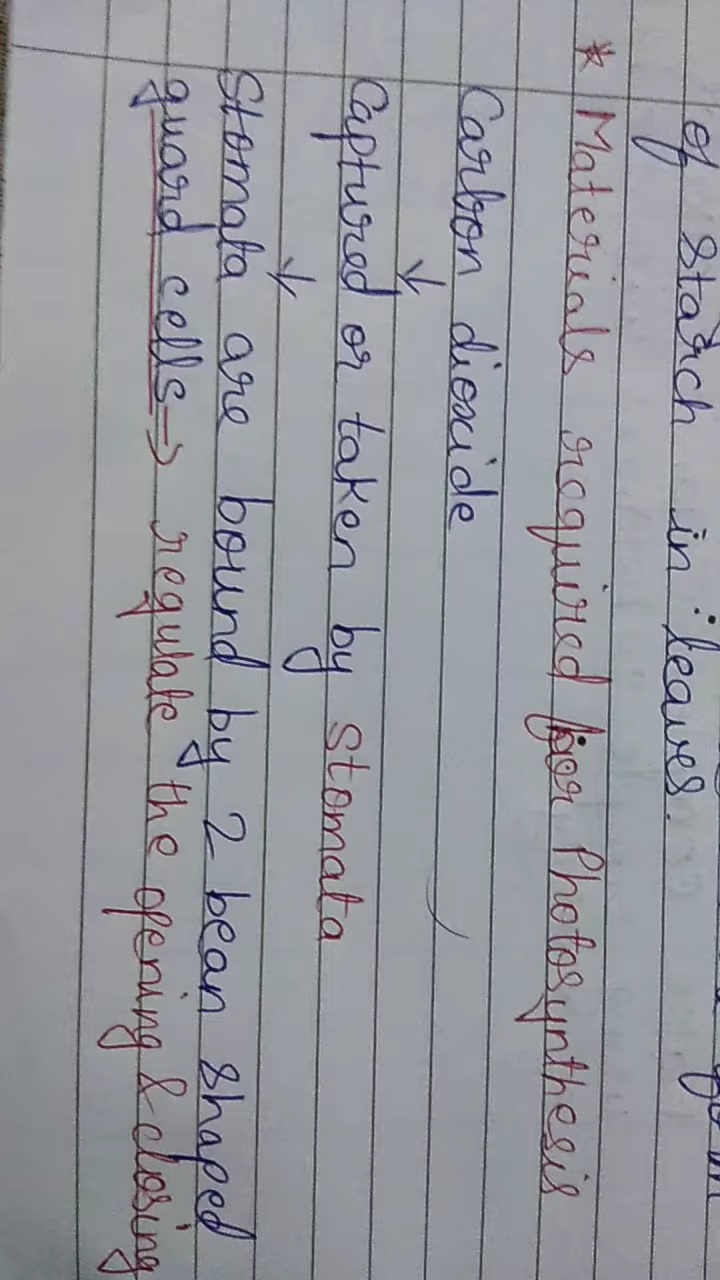 of starch in leaves.
* Materials required for Photosynthesis
Carbon dioxide
↓
Captured or taken by stomata
↓
Stomata are bound by 2 bean shaped
guard cells → regulate the opening & closing